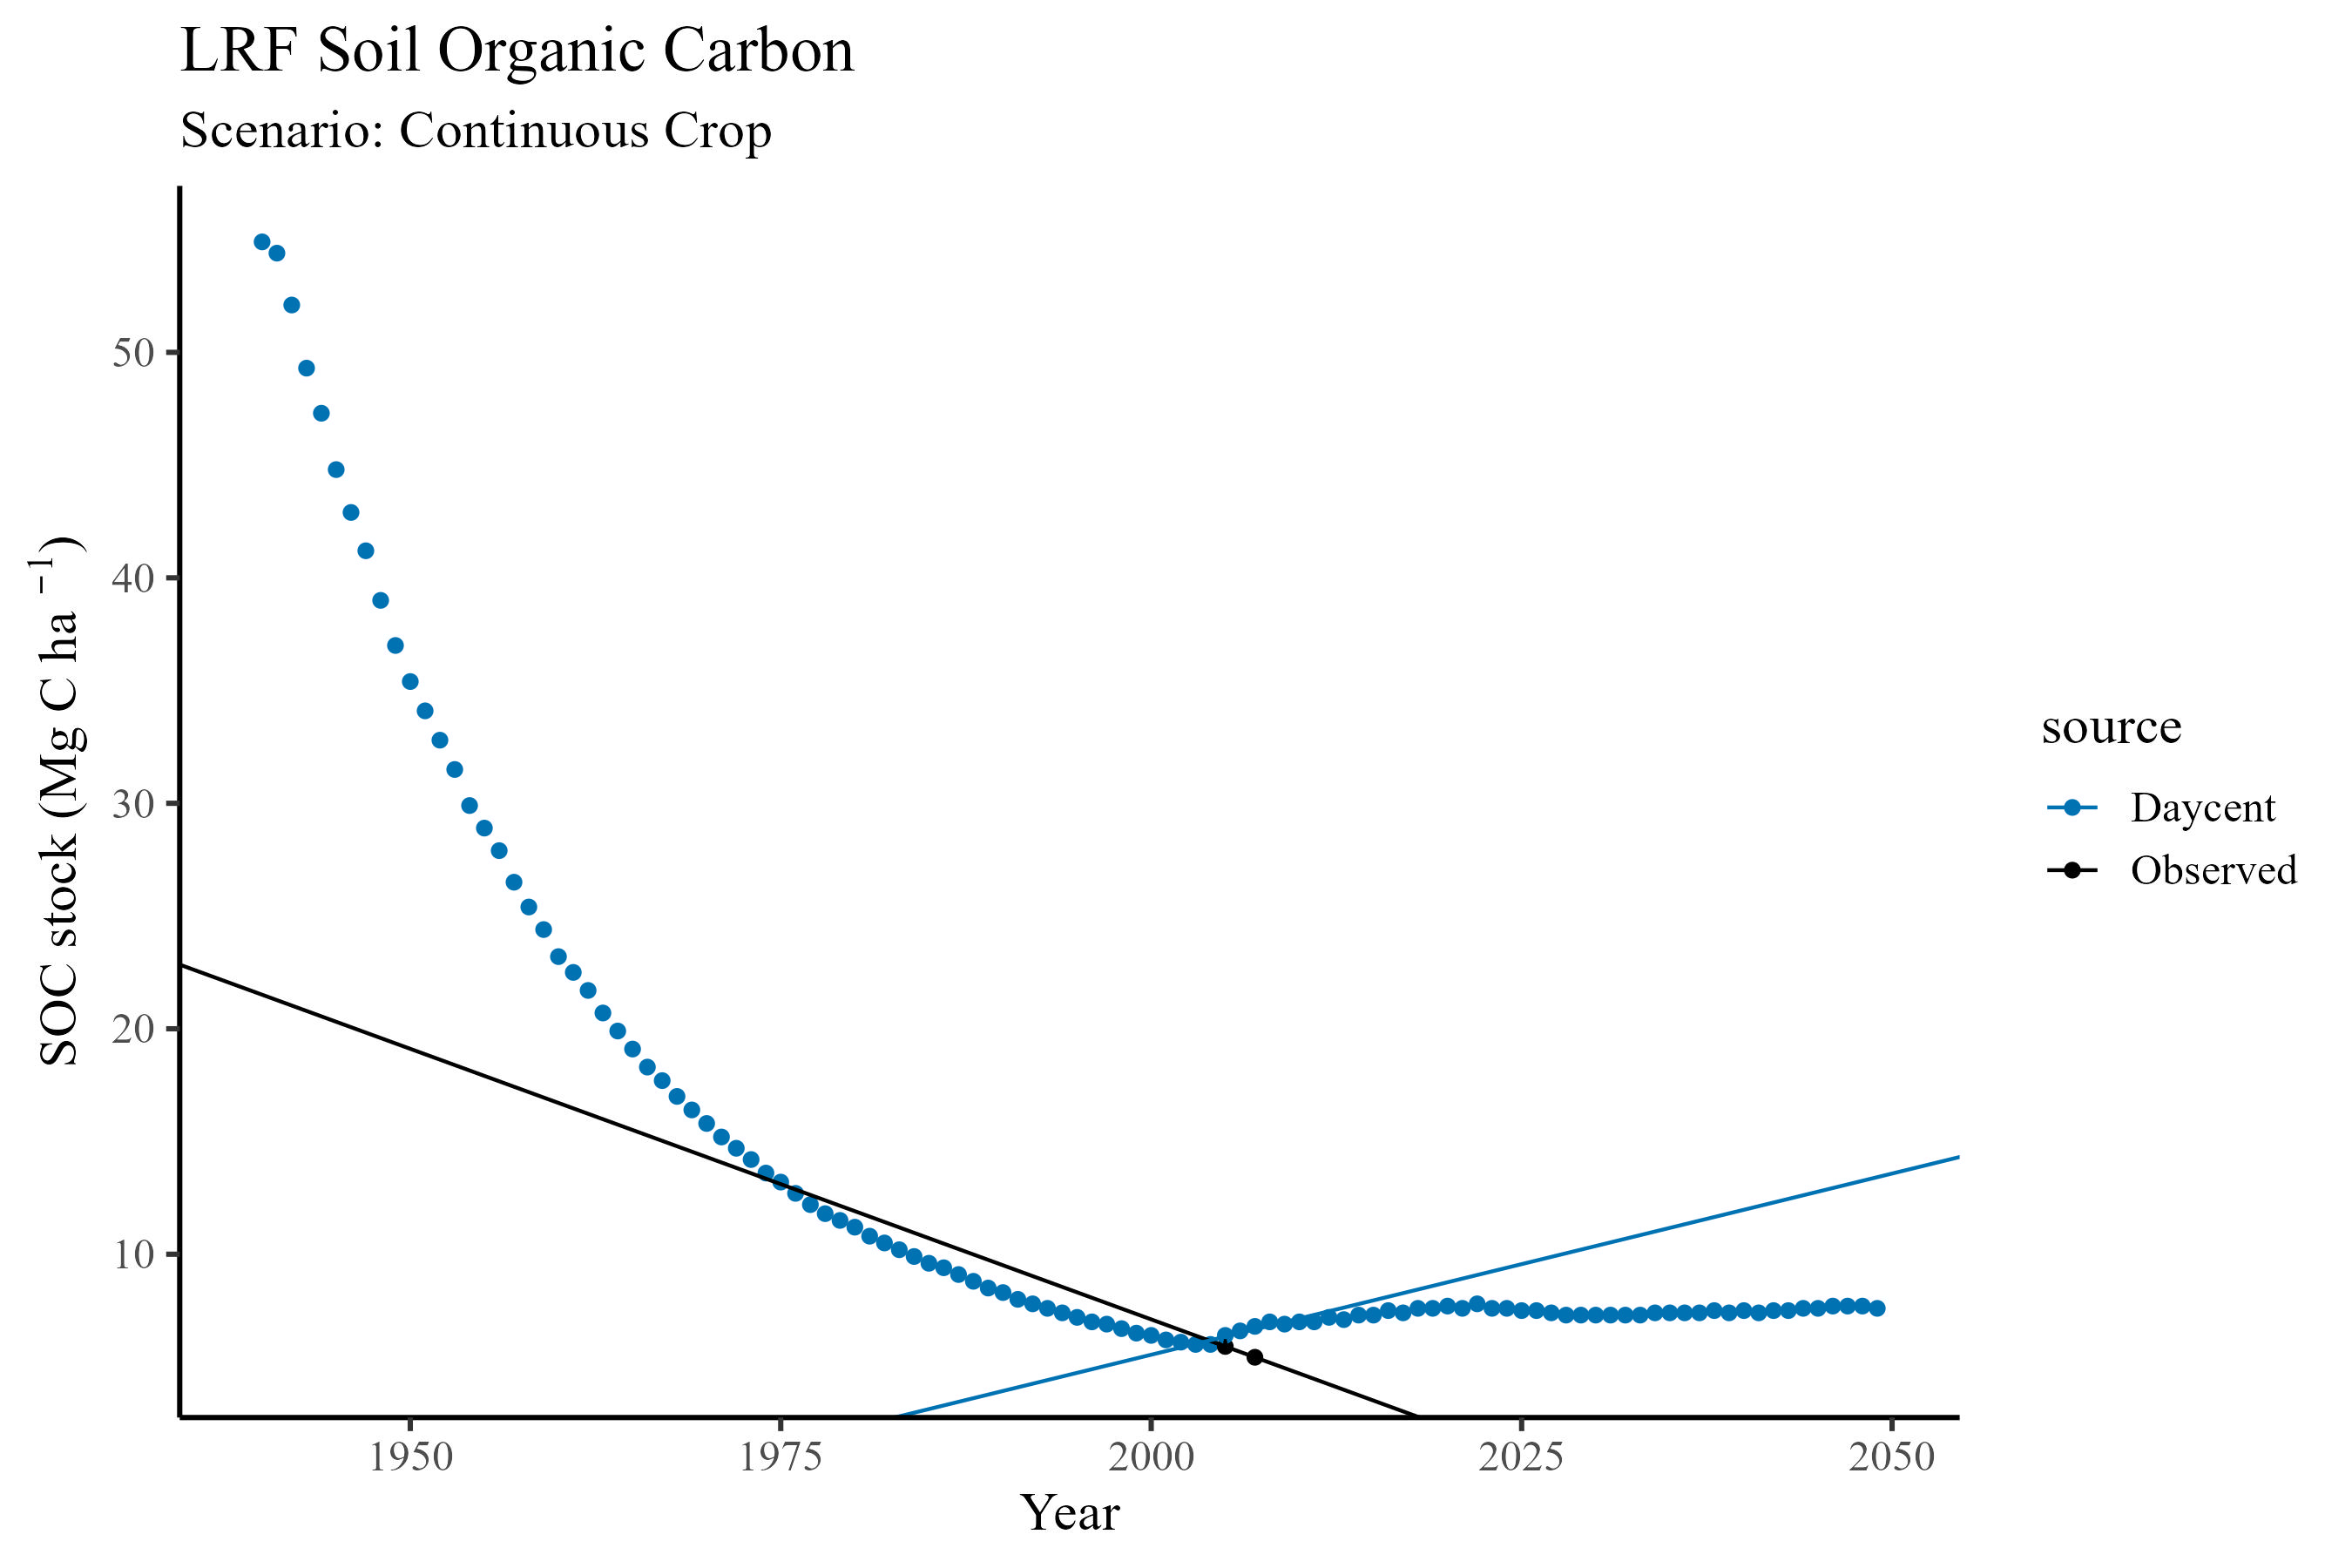 LRF Soil Organic Carbon
Scenario: Continuous Crop
SOC stock (Mg C ha ⁻¹)
50
40
30
20
10
1950
1975
2000
2025
2050
Year
source
Daycent
Observed